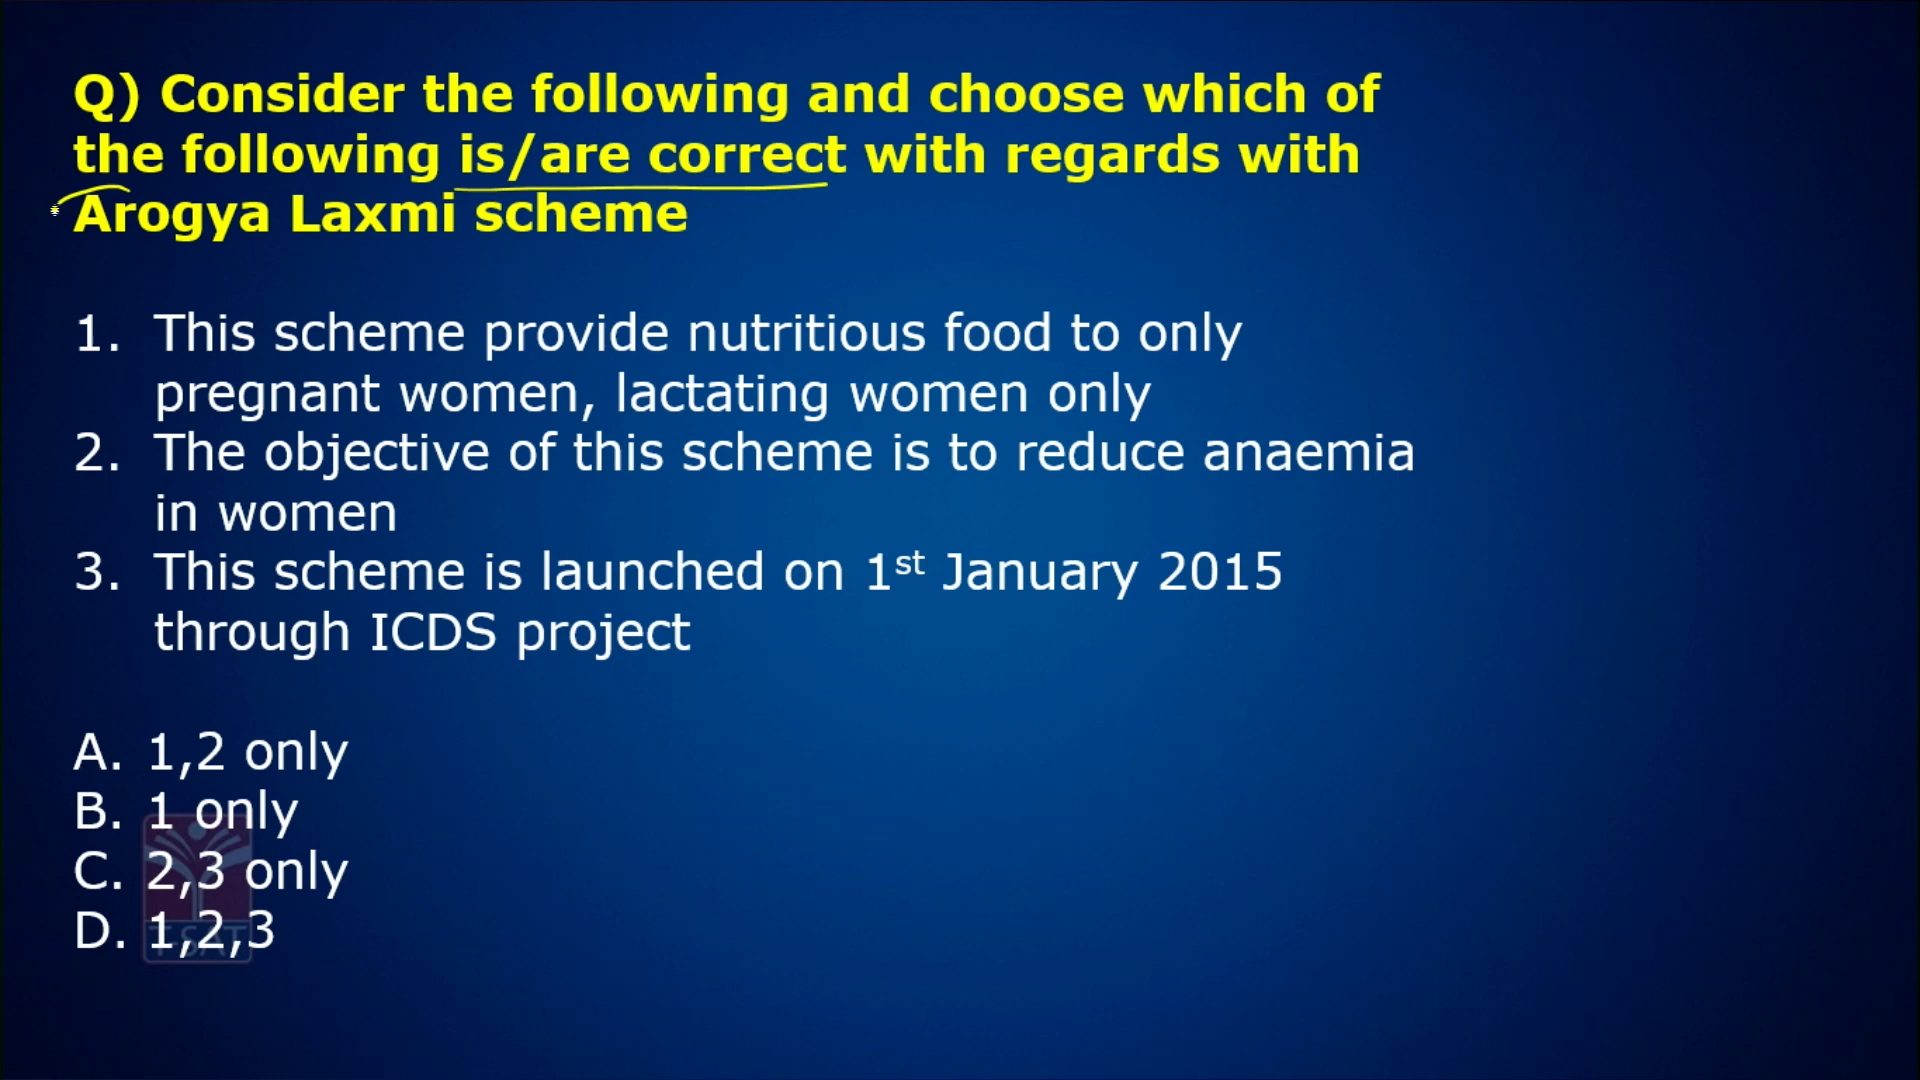 Q) Consider the following and choose which of
the following is/are correct with regards with
Arogya Laxmi scheme
1. This scheme provide nutritious food to only
pregnant women, lactating women only
2. The objective of this scheme is to reduce anaemia
in women
3. This scheme is launched on 1st January 2015
through ICDS project
A. 1,2 only
B. 1 only
C. 2,3 only
D. 1,2,3
T-SAT